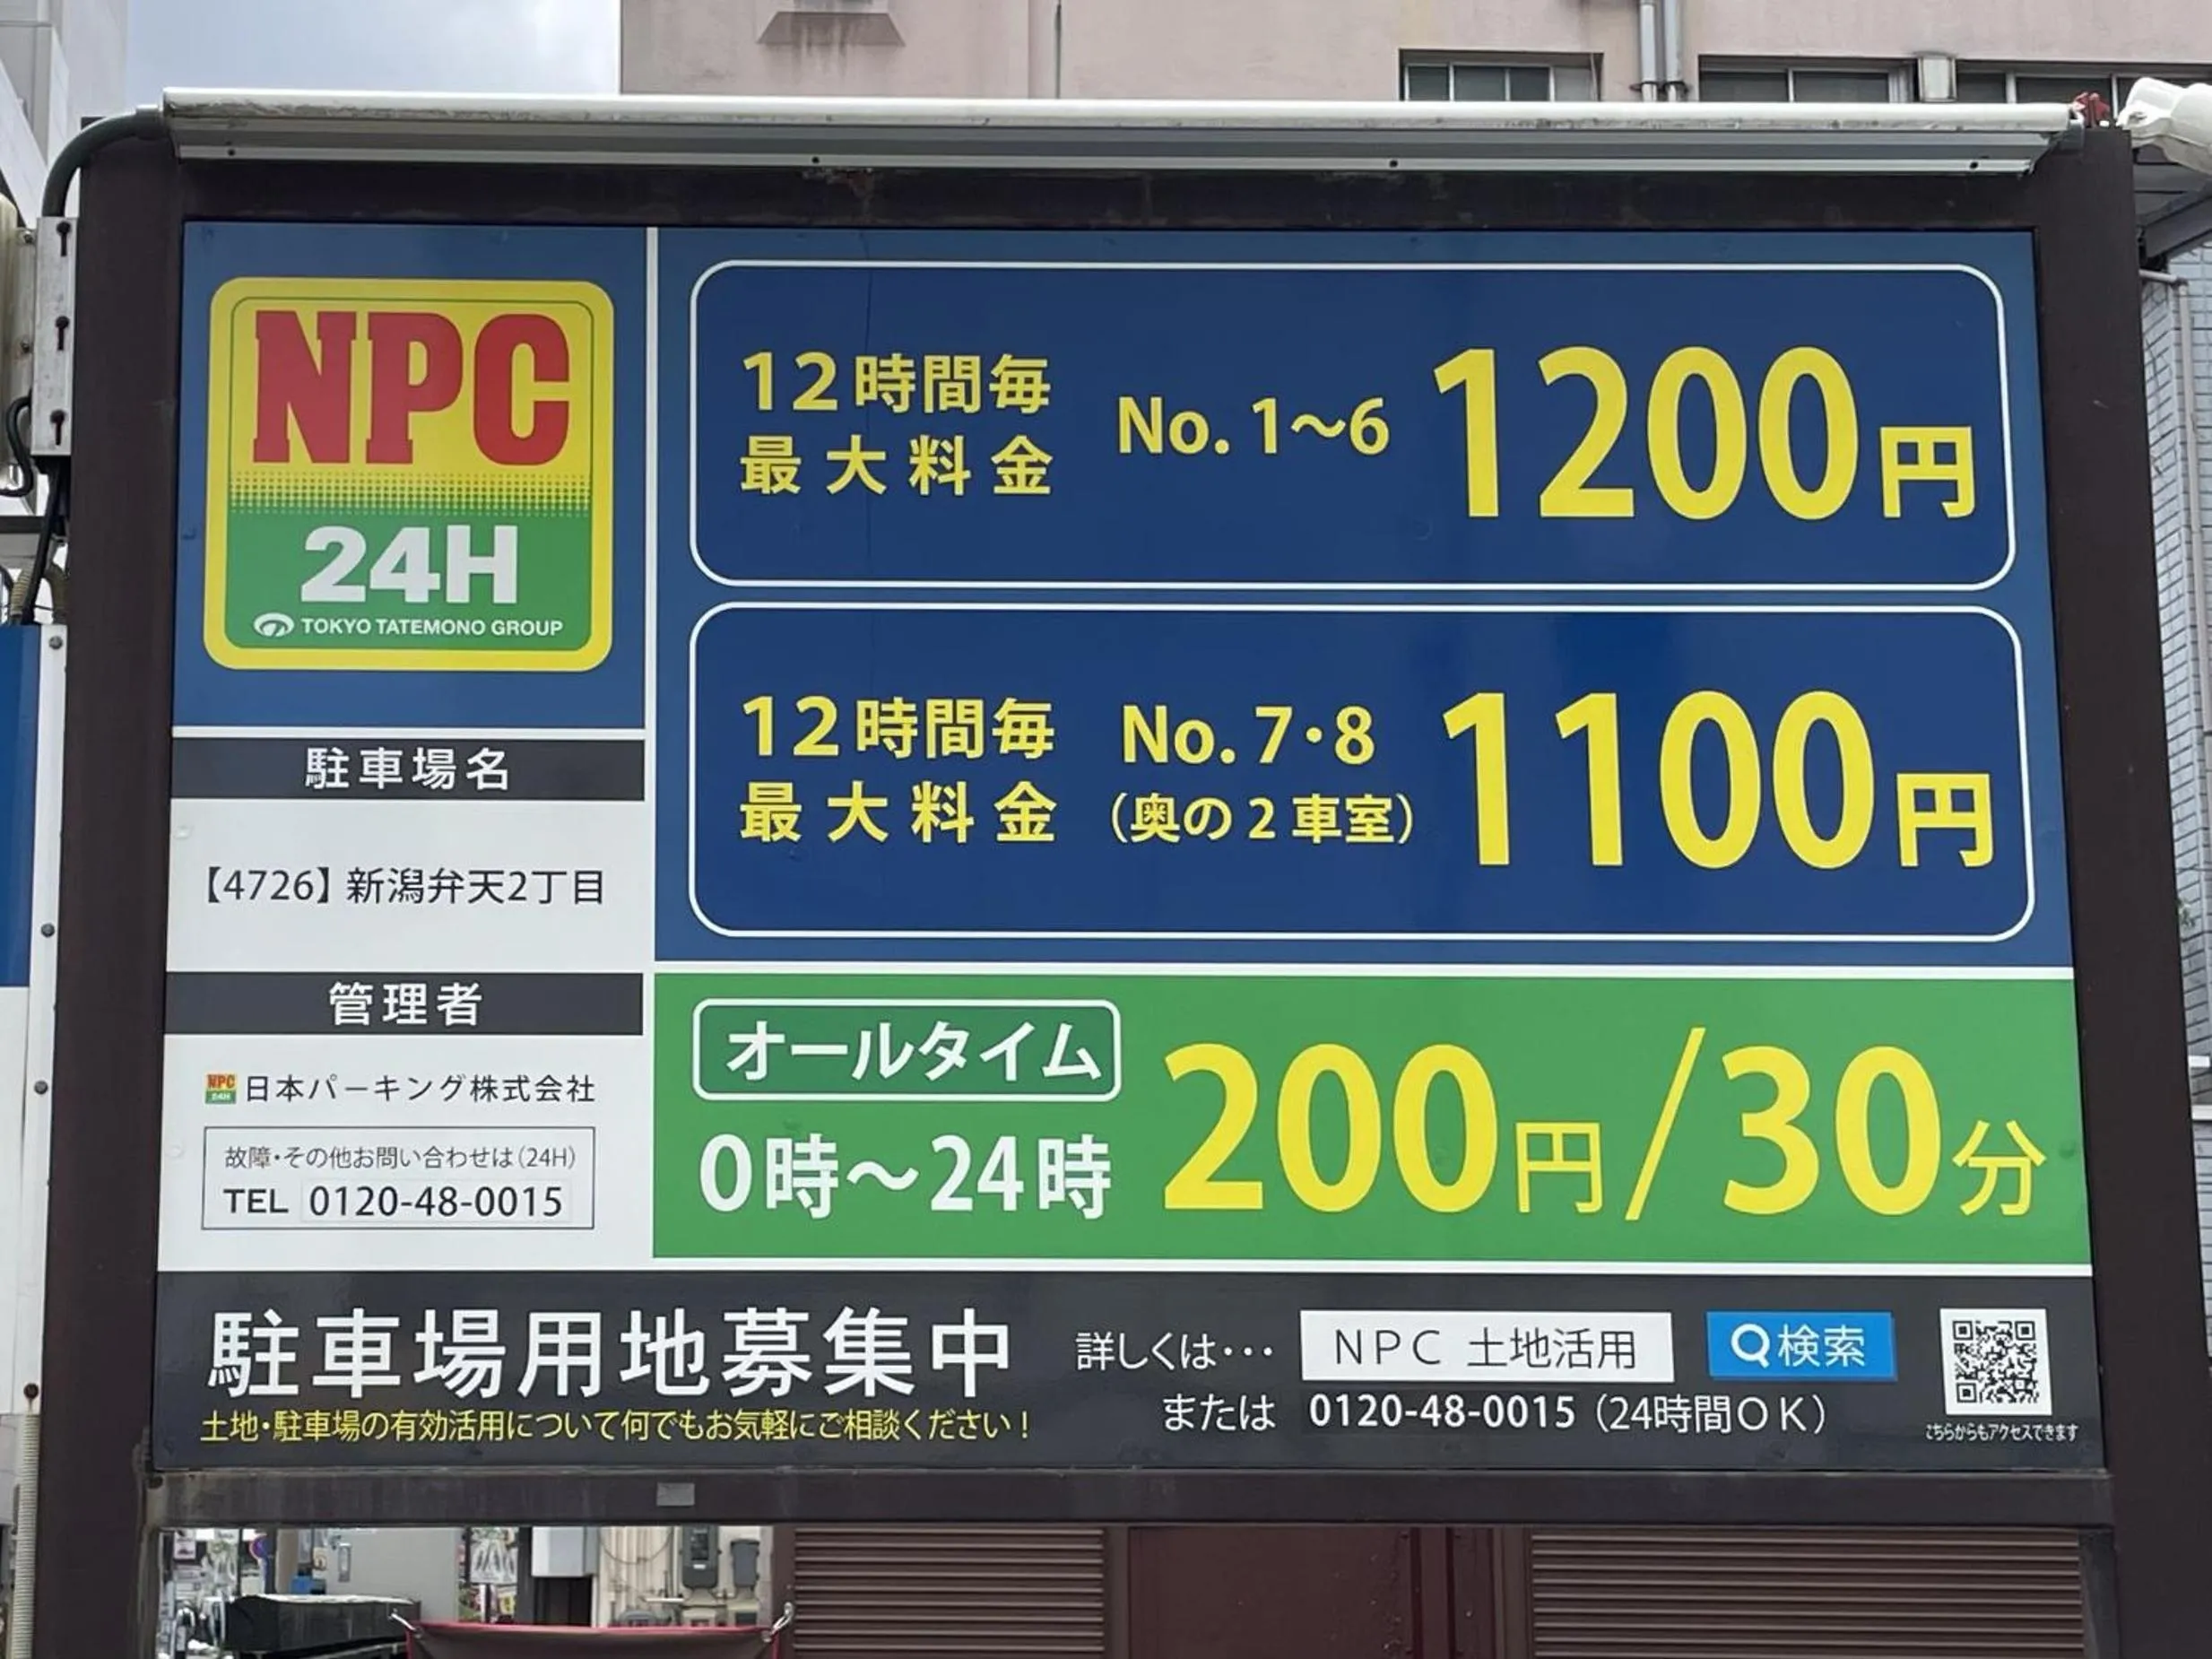 NPC
24H
TOKYO TATEMONO GROUP
駐車場名
【4726】新潟弁天2丁目
管理者
NPC 24H 日本パーキング株式会社
故障・その他お問い合わせは(24H)
TEL 0120-48-0015
12時間毎
最大料金
No. 1〜6
1200円
12時間毎
最大料金
No. 7・8
(奥の2車室)
1100円
オールタイム
0時〜24時
200円/30分
駐車場用地募集中
土地・駐車場の有効活用について何でもお気軽にご相談ください!
詳しくは・・・ NPC 土地活用 検索
または 0120-48-0015(24時間OK)
こちらからもアクセスできます